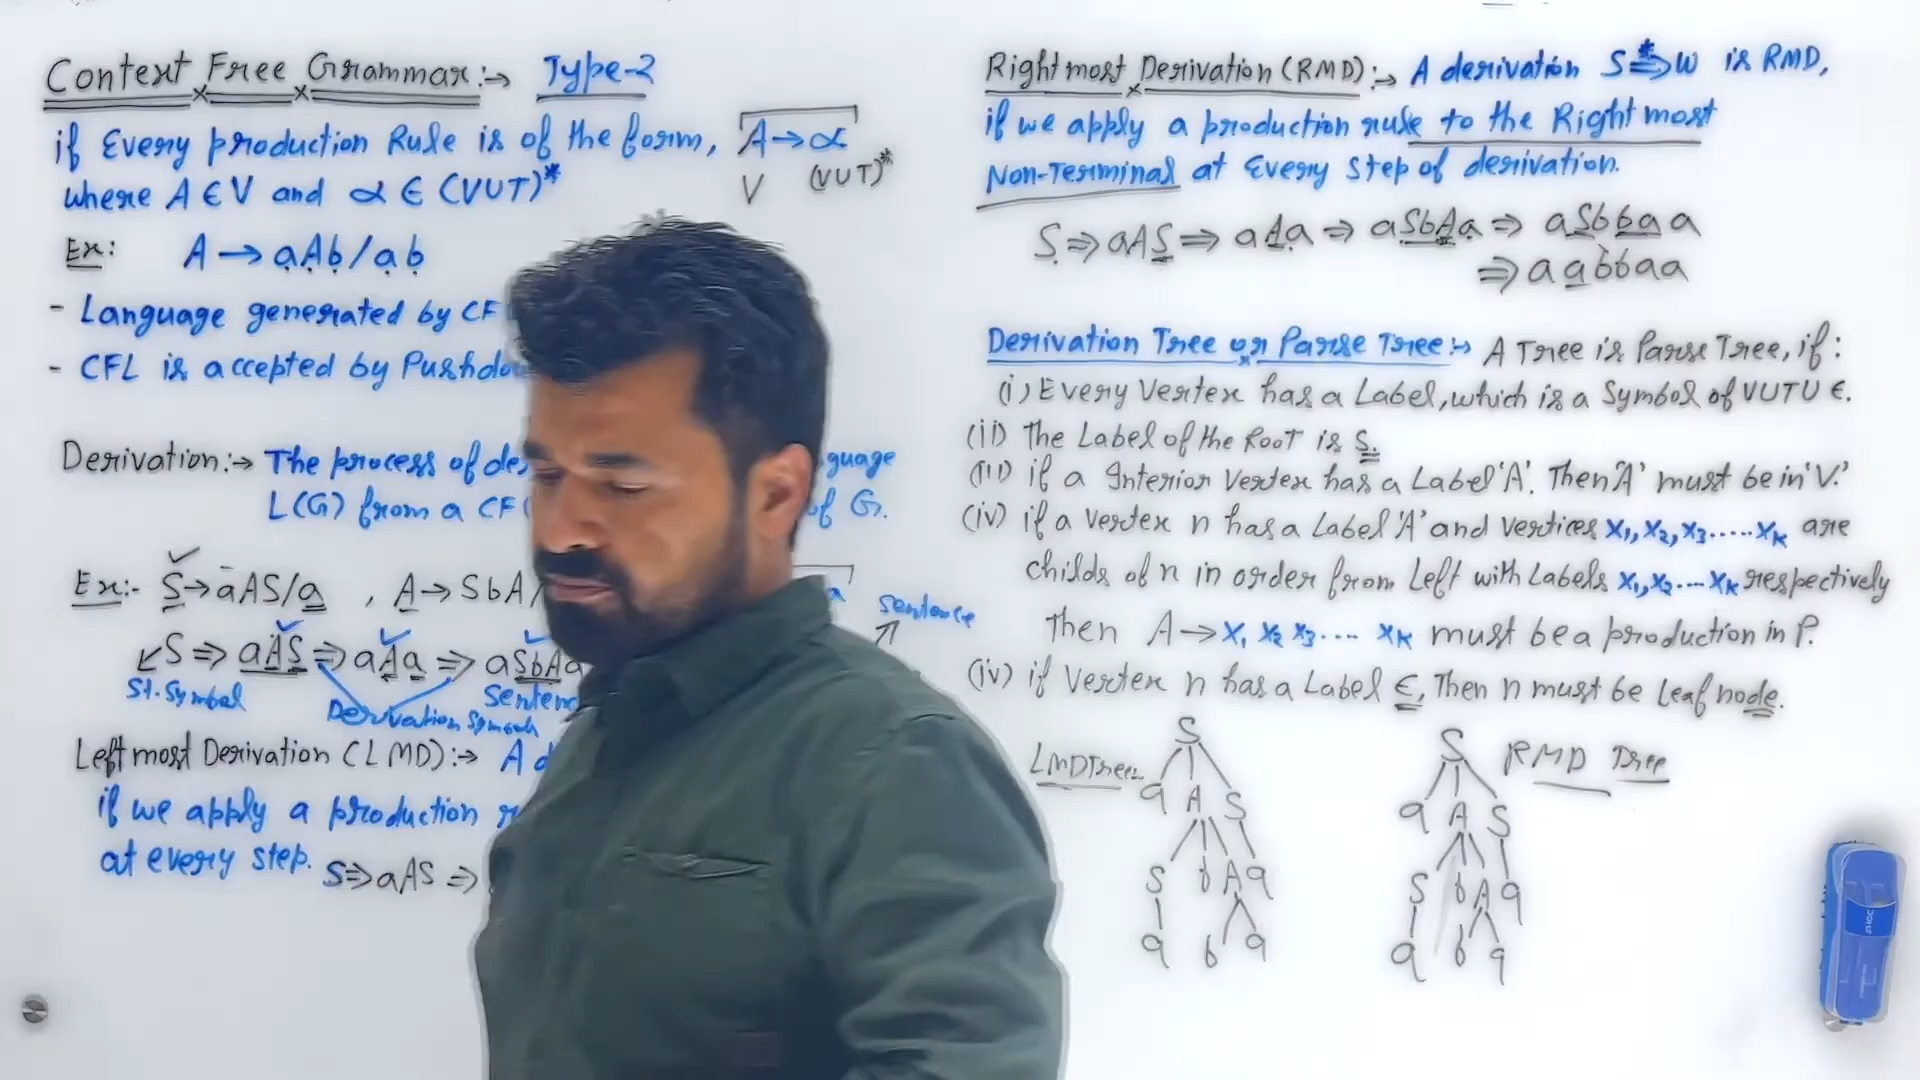 Context Free Grammar :→ Type-2
if Every production Rule is of the form, A→α
where A ∈ V and α ∈ (VUT)*
V (VUT)*
Ex: A → aAb/ab
- Language generated by CF
- CFL is accepted by
Derivation:→ The process of
guage
L(G) from a CF
of G.
Ex:- S→aAS/a , A→SbA/
a
sentence
S ⇒ aAS ⇒ aAa ⇒ aSbAa
St. Symbol
Derivation Symbols
Left most Derivation (LMD):→ A
if we apply a production
at every step. S⇒aAS ⇒
Right most Derivation (RMD):→ A derivation S *⇒ W is RMD,
if we apply a production rule to the Right most
Non-Terminal at Every Step of derivation.
S ⇒ aAS ⇒ aAa ⇒ aSbAa ⇒ aSbbaa
⇒ aabbaa
Derivation Tree or Parse Tree:→ A Tree is Parse Tree, if:
(i) Every Vertex has a Label, which is a Symbol of VUTU ϵ.
(ii) The Label of the Root is S.
(iii) if a Interior Vertex has a Label 'A'. Then 'A' must be in 'V'.
(iv) if a Vertex n has a Label 'A' and Vertices X1, X2, X3.....XK are
childs of n in order from Left with Labels X1, X2....XK respectively
Then A→X1 X2 X3.... XK must be a production in P.
(iv) if Vertex n has a Label ϵ, Then n must be Leaf node.
LMD Tree
S
a A S
S b A a
a b a
RMD Tree
S
a A S
S b A a
a b a